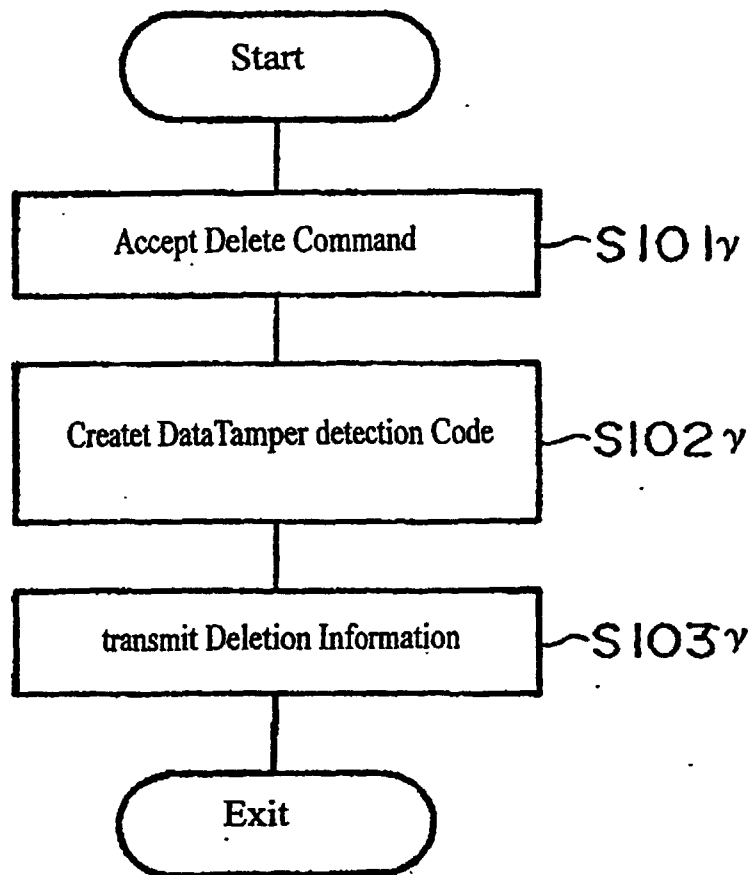 Start
Accept Delete Command
S101γ
Createt DataTamper detection Code
S102γ
transmit Deletion Information
S103γ
Exit